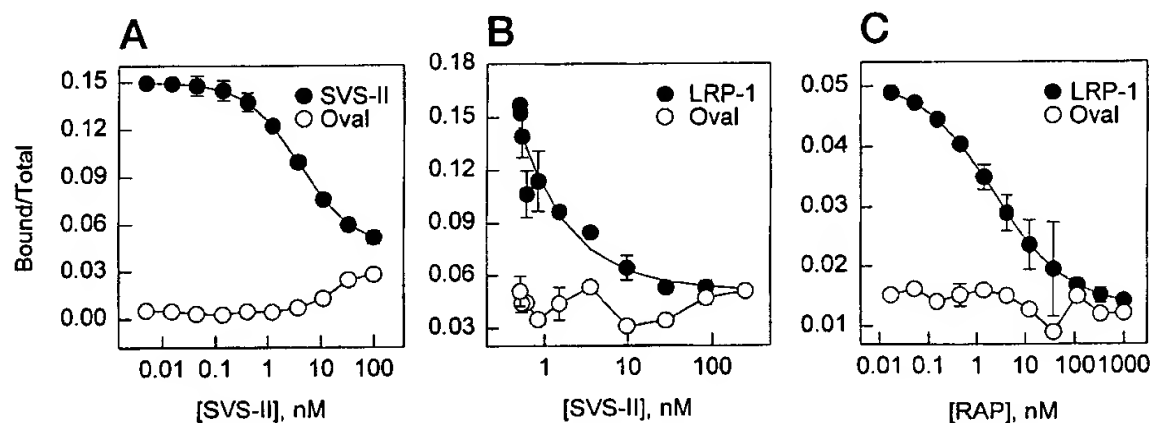 A
B
C
Bound/Total
0.15
0.12
0.09
0.06
0.03
0.00
SVS-II
Oval
0.01 0.1 1 10 100
[SVS-II], nM
0.18
0.15
0.12
0.09
0.06
0.03
LRP-1
Oval
1 10 100
[SVS-II], nM
0.05
0.04
0.03
0.02
0.01
LRP-1
Oval
0.01 0.1 1 10 100 1000
[RAP], nM